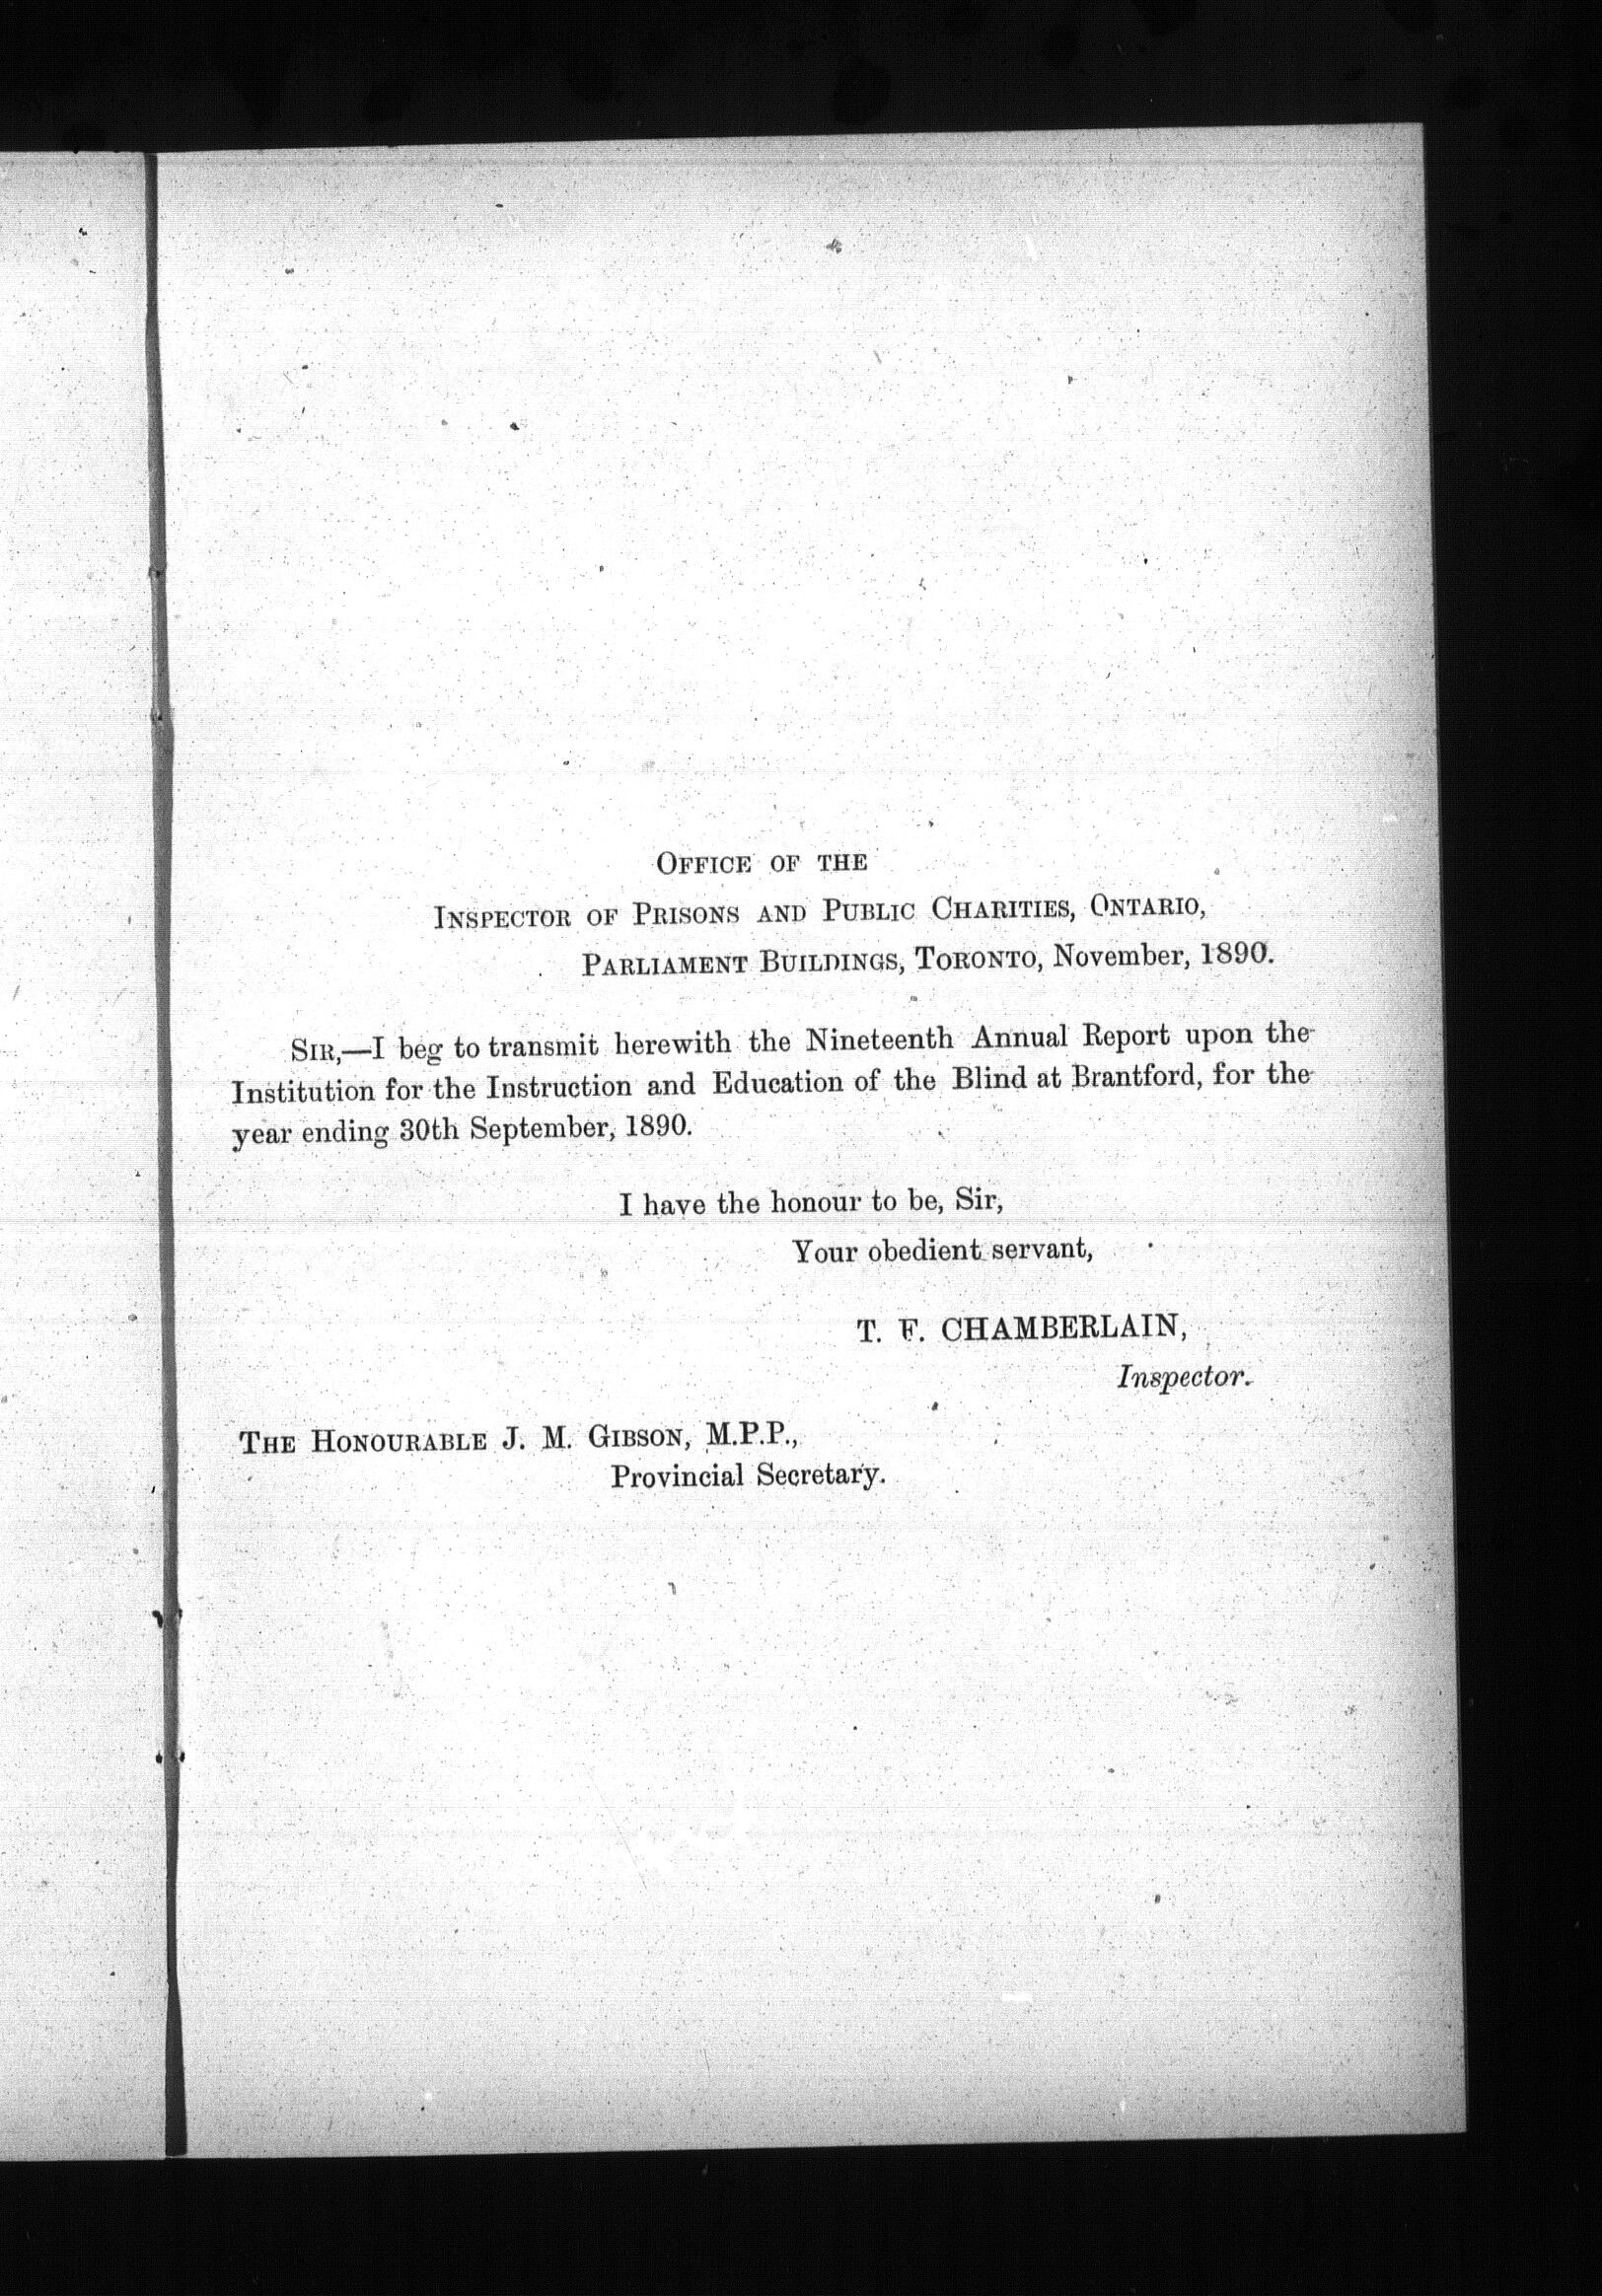 OFFICE OF THE
INSPECTOR OF PRISONS AND PUBLIC CHARITIES, ONTARIO,
PARLIAMENT BUILDINGS, TORONTO, November, 1890.
SIR,—I beg to transmit herewith the Nineteenth Annual Report upon the
Institution for the Instruction and Education of the Blind at Brantford, for the
year ending 30th September, 1890.
I have the honour to be, Sir,
Your obedient servant,
T. F. CHAMBERLAIN,
Inspector.
THE HONOURABLE J. M. GIBSON, M.P.P.,
Provincial Secretary.